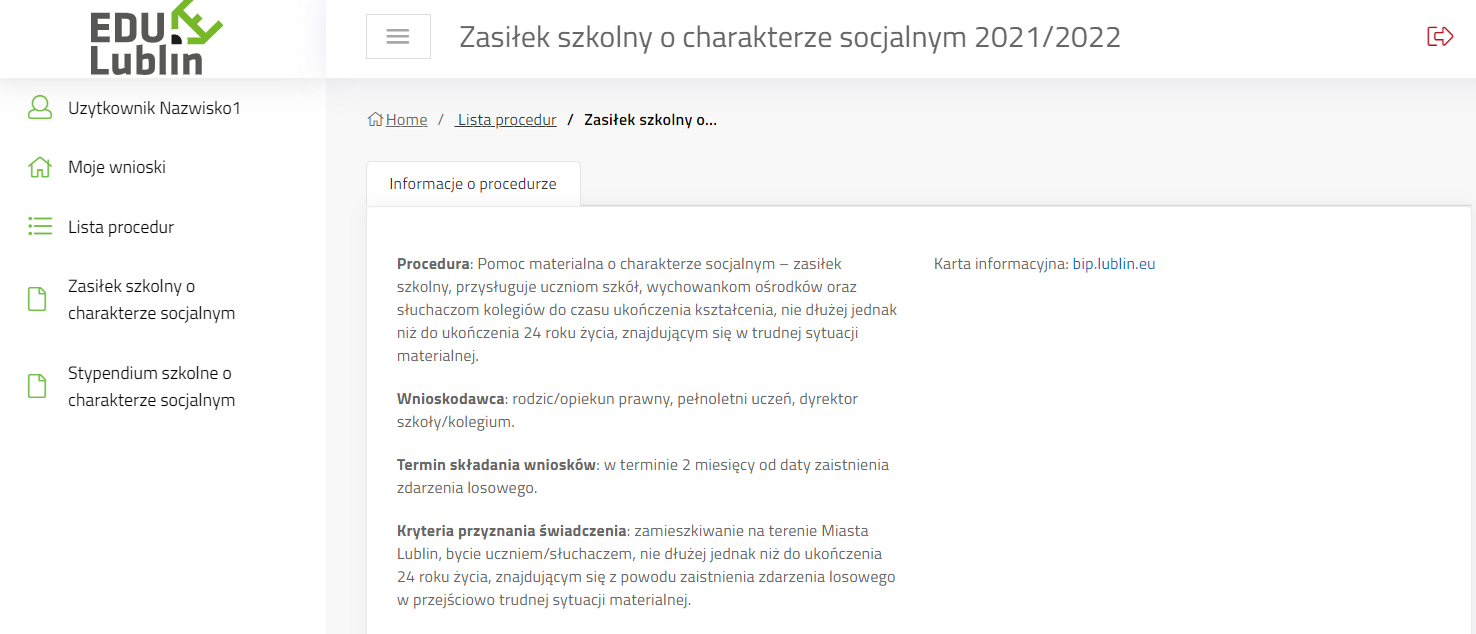 EDU
Lublin
Zasiłek szkolny o charakterze socjalnym 2021/2022
Uzytkownik Nazwisko1
Moje wnioski
Lista procedur
Zasiłek szkolny o
charakterze socjalnym
Stypendium szkolne o
charakterze socjalnym
Home / Lista procedur / Zasiłek szkolny o...
Informacje o procedurze
Procedura: Pomoc materialna o charakterze socjalnym – zasiłek
szkolny, przysługuje uczniom szkół, wychowankom ośrodków oraz
słuchaczom kolegiów do czasu ukończenia kształcenia, nie dłużej jednak
niż do ukończenia 24 roku życia, znajdującym się w trudnej sytuacji
materialnej.
Wnioskodawca: rodzic/opiekun prawny, pełnoletni uczeń, dyrektor
szkoły/kolegium.
Termin składania wniosków: w terminie 2 miesięcy od daty zaistnienia
zdarzenia losowego.
Kryteria przyznania świadczenia: zamieszkiwanie na terenie Miasta
Lublin, bycie uczniem/słuchaczem, nie dłużej jednak niż do ukończenia
24 roku życia, znajdującym się z powodu zaistnienia zdarzenia losowego
w przejściowo trudnej sytuacji materialnej.
Karta informacyjna: bip.lublin.eu